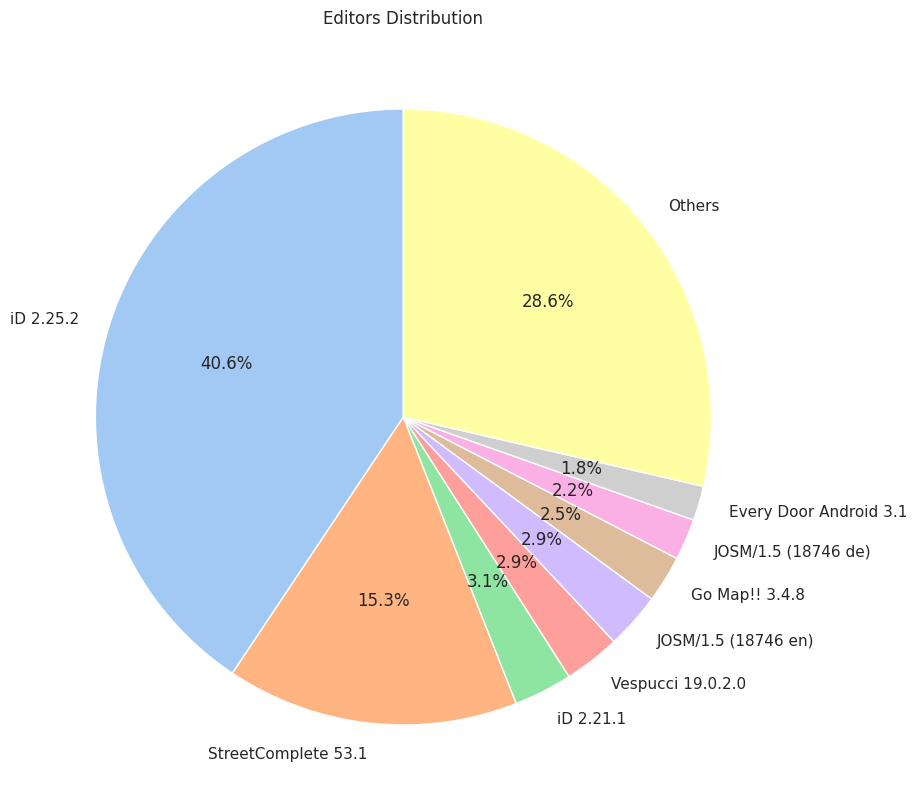 Editors Distribution
Others
28.6%
iD 2.25.2
40.6%
1.8%
2.2%
Every Door Android 3.1
2.5%
2.9%
JOSM/1.5 (18746 de)
2.9%
3.1%
Go Map!! 3.4.8
15.3%
JOSM/1.5 (18746 en)
Vespucci 19.0.2.0
iD 2.21.1
StreetComplete 53.1